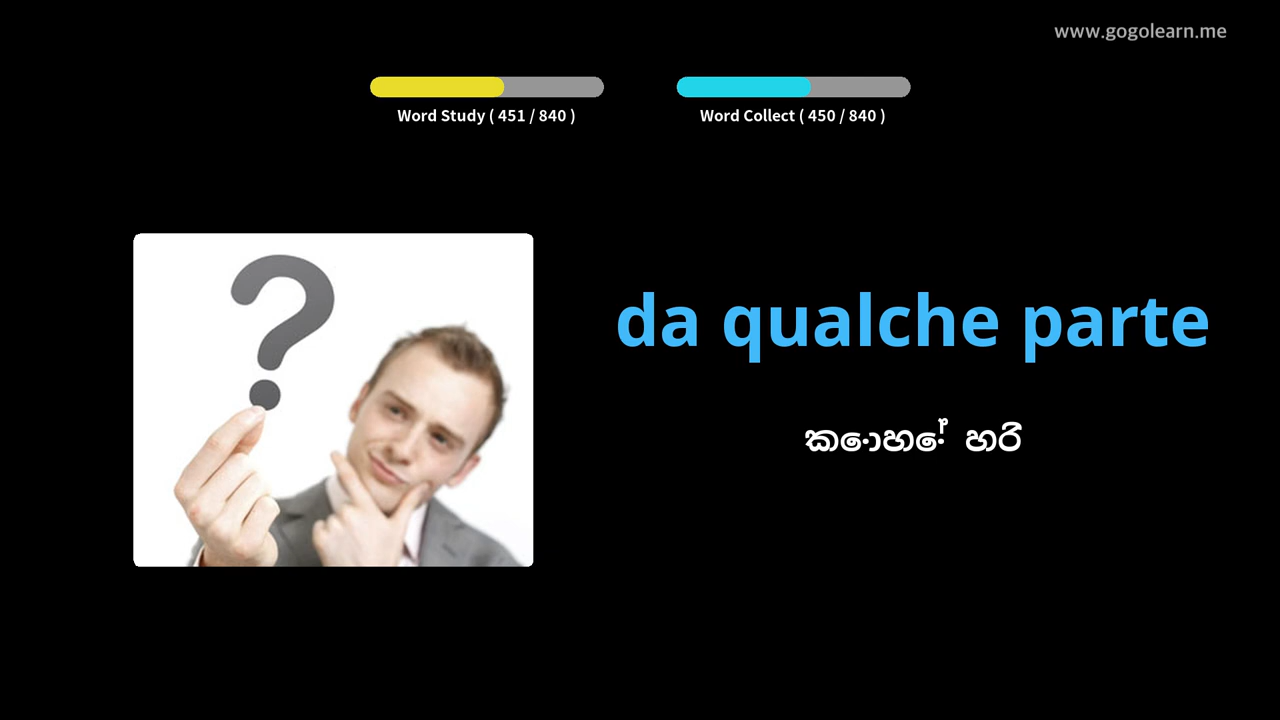 www.gogolearn.me
Word Study ( 451 / 840 )
Word Collect ( 450 / 840 )
da qualche parte
කොහේ හරි